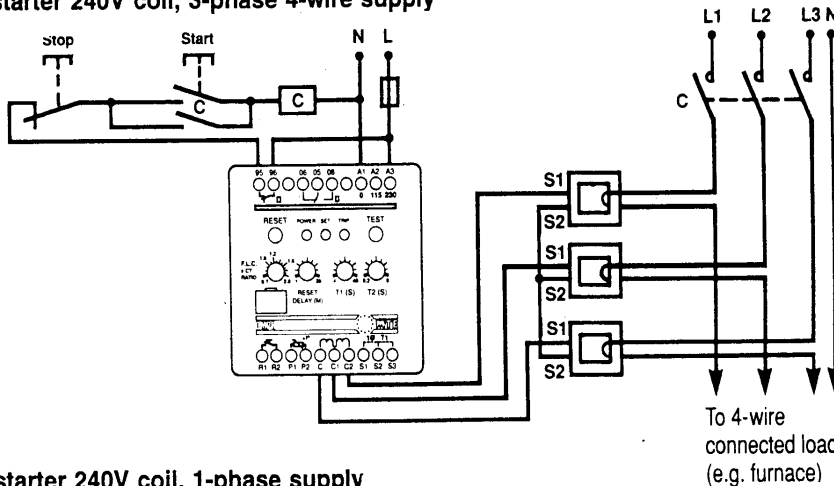 starter 240V coil, 3-phase 4-wire supply
Stop
Start
N L
L1 L2 L3 N
C
C
C
95 96 06 05 08 A1 A2 A3
0 115 230
RESET POWER SET TRIP TEST
F.L.C.
x CT
RATIO
RESET
DELAY (M)
T1 (S)
T2 (S)
R1 R2 P1 P2 C C1 C2 S1 S2 S3
S1
S2
S1
S2
S1
S2
To 4-wire
connected load
(e.g. furnace)
starter 240V coil, 1-phase supply